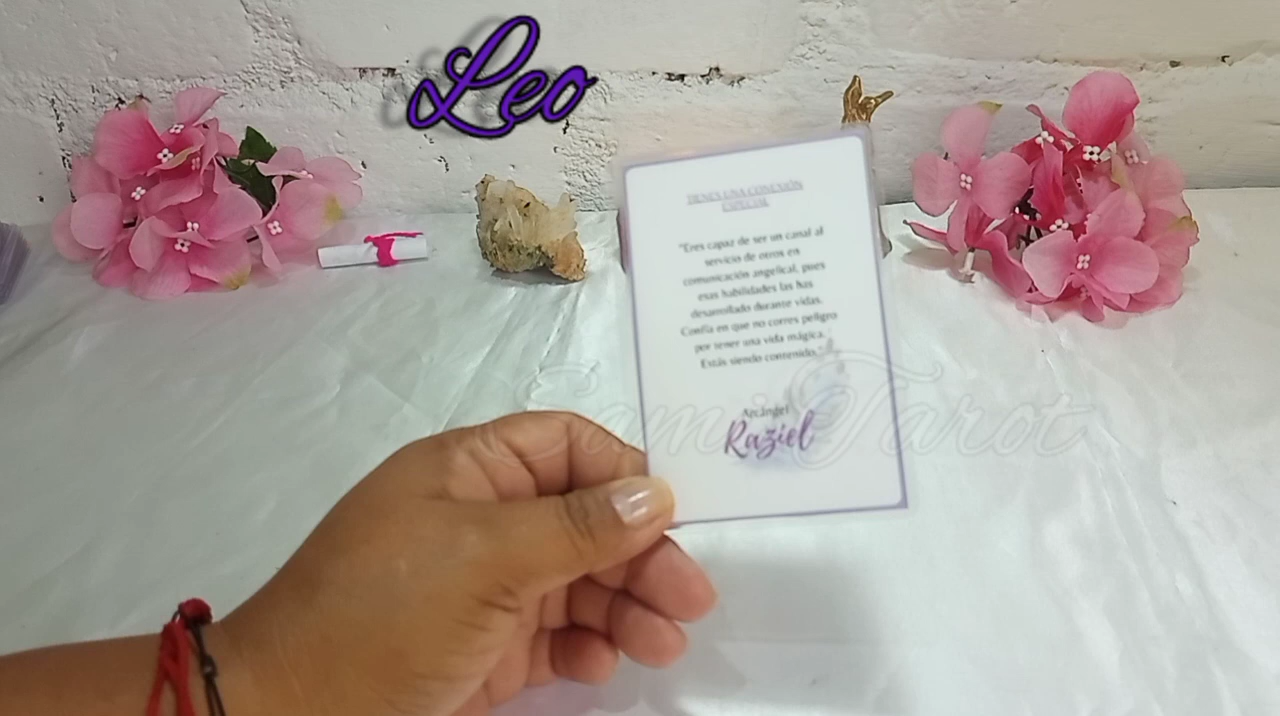 Leo
TIENES UNA CONEXIÓN
ESPECIAL
"Eres capaz de ser un canal al
servicio de otros en
comunicación angelical, pues
esas habilidades las has
desarrollado durante vidas.
Confía en que no corres peligro
por tener una vida mágica.
Estás siendo contenido."
Arcángel
Raziel
Cami Tarot